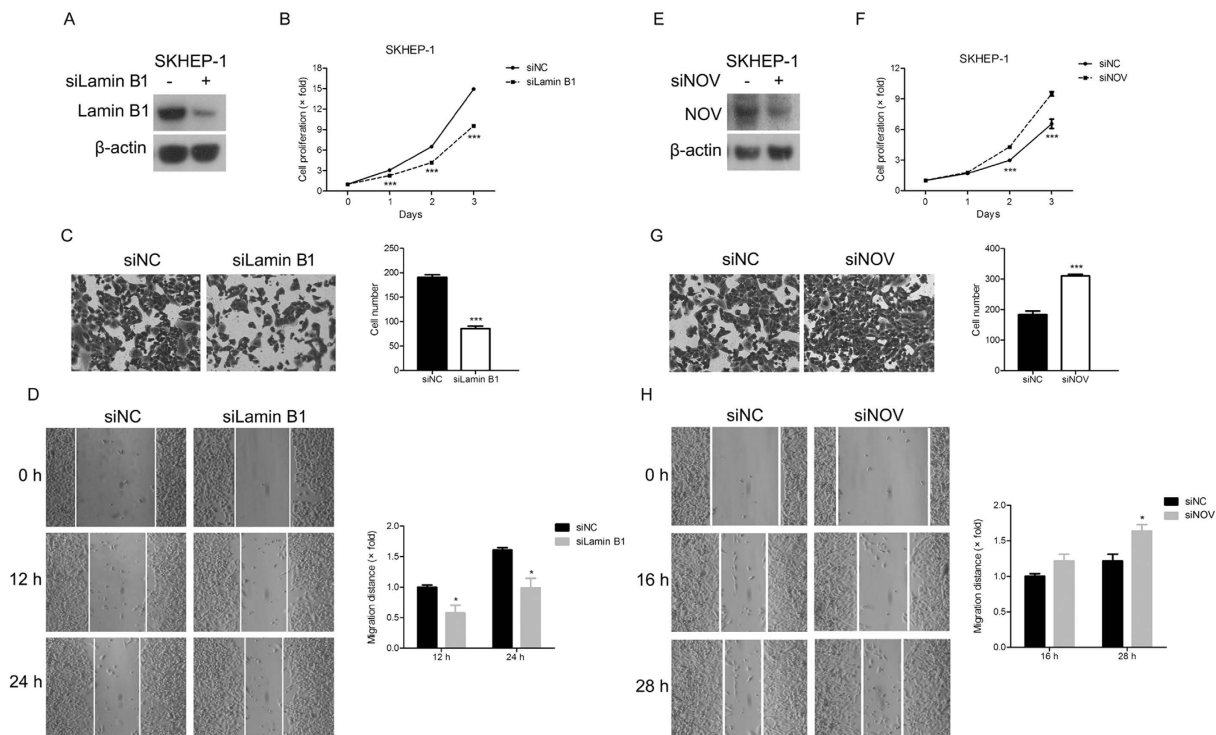 A
SKHEP-1
siLamin B1 - +
Lamin B1
β-actin
B
SKHEP-1
siNC
siLamin B1
Cell proliferation (× fold)
18
15
12
9
6
3
0
***
***
***
0 1 2 3
Days
C
siNC siLamin B1
Cell number
250
200
150
100
50
0
***
siNC siLamin B1
D
siNC siLamin B1
0 h
12 h
24 h
Migration distance (× fold)
2.0
1.5
1.0
0.5
0.0
siNC
siLamin B1
*
*
12 h 24 h
E
SKHEP-1
siNOV - +
NOV
β-actin
F
SKHEP-1
siNC
siNOV
Cell proliferation (× fold)
12
9
6
3
0
***
***
0 1 2 3
Days
G
siNC siNOV
Cell number
400
300
200
100
0
***
siNC siNOV
H
siNC siNOV
0 h
16 h
28 h
Migration distance (× fold)
2.0
1.5
1.0
0.5
0.0
siNC
siNOV
*
16 h 28 h